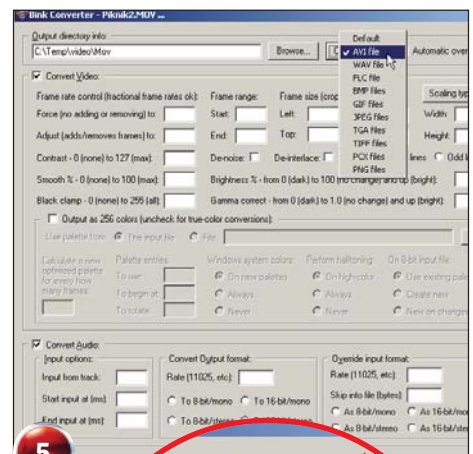 Bink Converter - Piknik2.MOV ...
Output directory info:
C:\Temp\video\Mov Browse...
Default
AVI file
WAV file
FLC file
BMP files
GIF files
JPEG files
TGA files
TIFF files
PCX files
PNG files
Automatic over
Convert Video:
Frame rate control (fractional frame rates ok): Frame range: Frame size (crop Scaling typ
Force (no adding or removing) to: Start: Left: Width:
Adjust (adds/removes frames) to: End: Top: Height:
Contrast - 0 (none) to 127 (max): De-noise: De-interlace: lines Odd l
Smooth % - 0 (none) to 100 (max): Brightness % - from 0 (dark) to 100 (no change) and up (bright):
Black clamp - 0 (none) to 255 (all): Gamma correct - from 0 (dark) to 1.0 (no change) and up (bright):
Output as 256 colors (uncheck for true-color conversions):
Use palette from: The input file File:
Calculate a new optimized palette for every how many frames:
Palette entries:
To use:
To begin at:
To rotate:
Windows system colors:
On new palettes
Always
Never
Perform halftoning:
On high-color
Always
Never
On 8-bit input file:
Use existing pale
Create new
New on changes
Convert Audio:
Input options:
Input from track:
Start input at (ms):
End input at (ms):
Convert Output format:
Rate (11025, etc):
To 8-bit/mono To 16-bit/mono
To 8-bit/stereo
Override input format:
Rate (11025, etc):
Skip into file (bytes):
As 8-bit/mono As 16-bit/mon
As 8-bit/stereo As 16-bit/ste
5